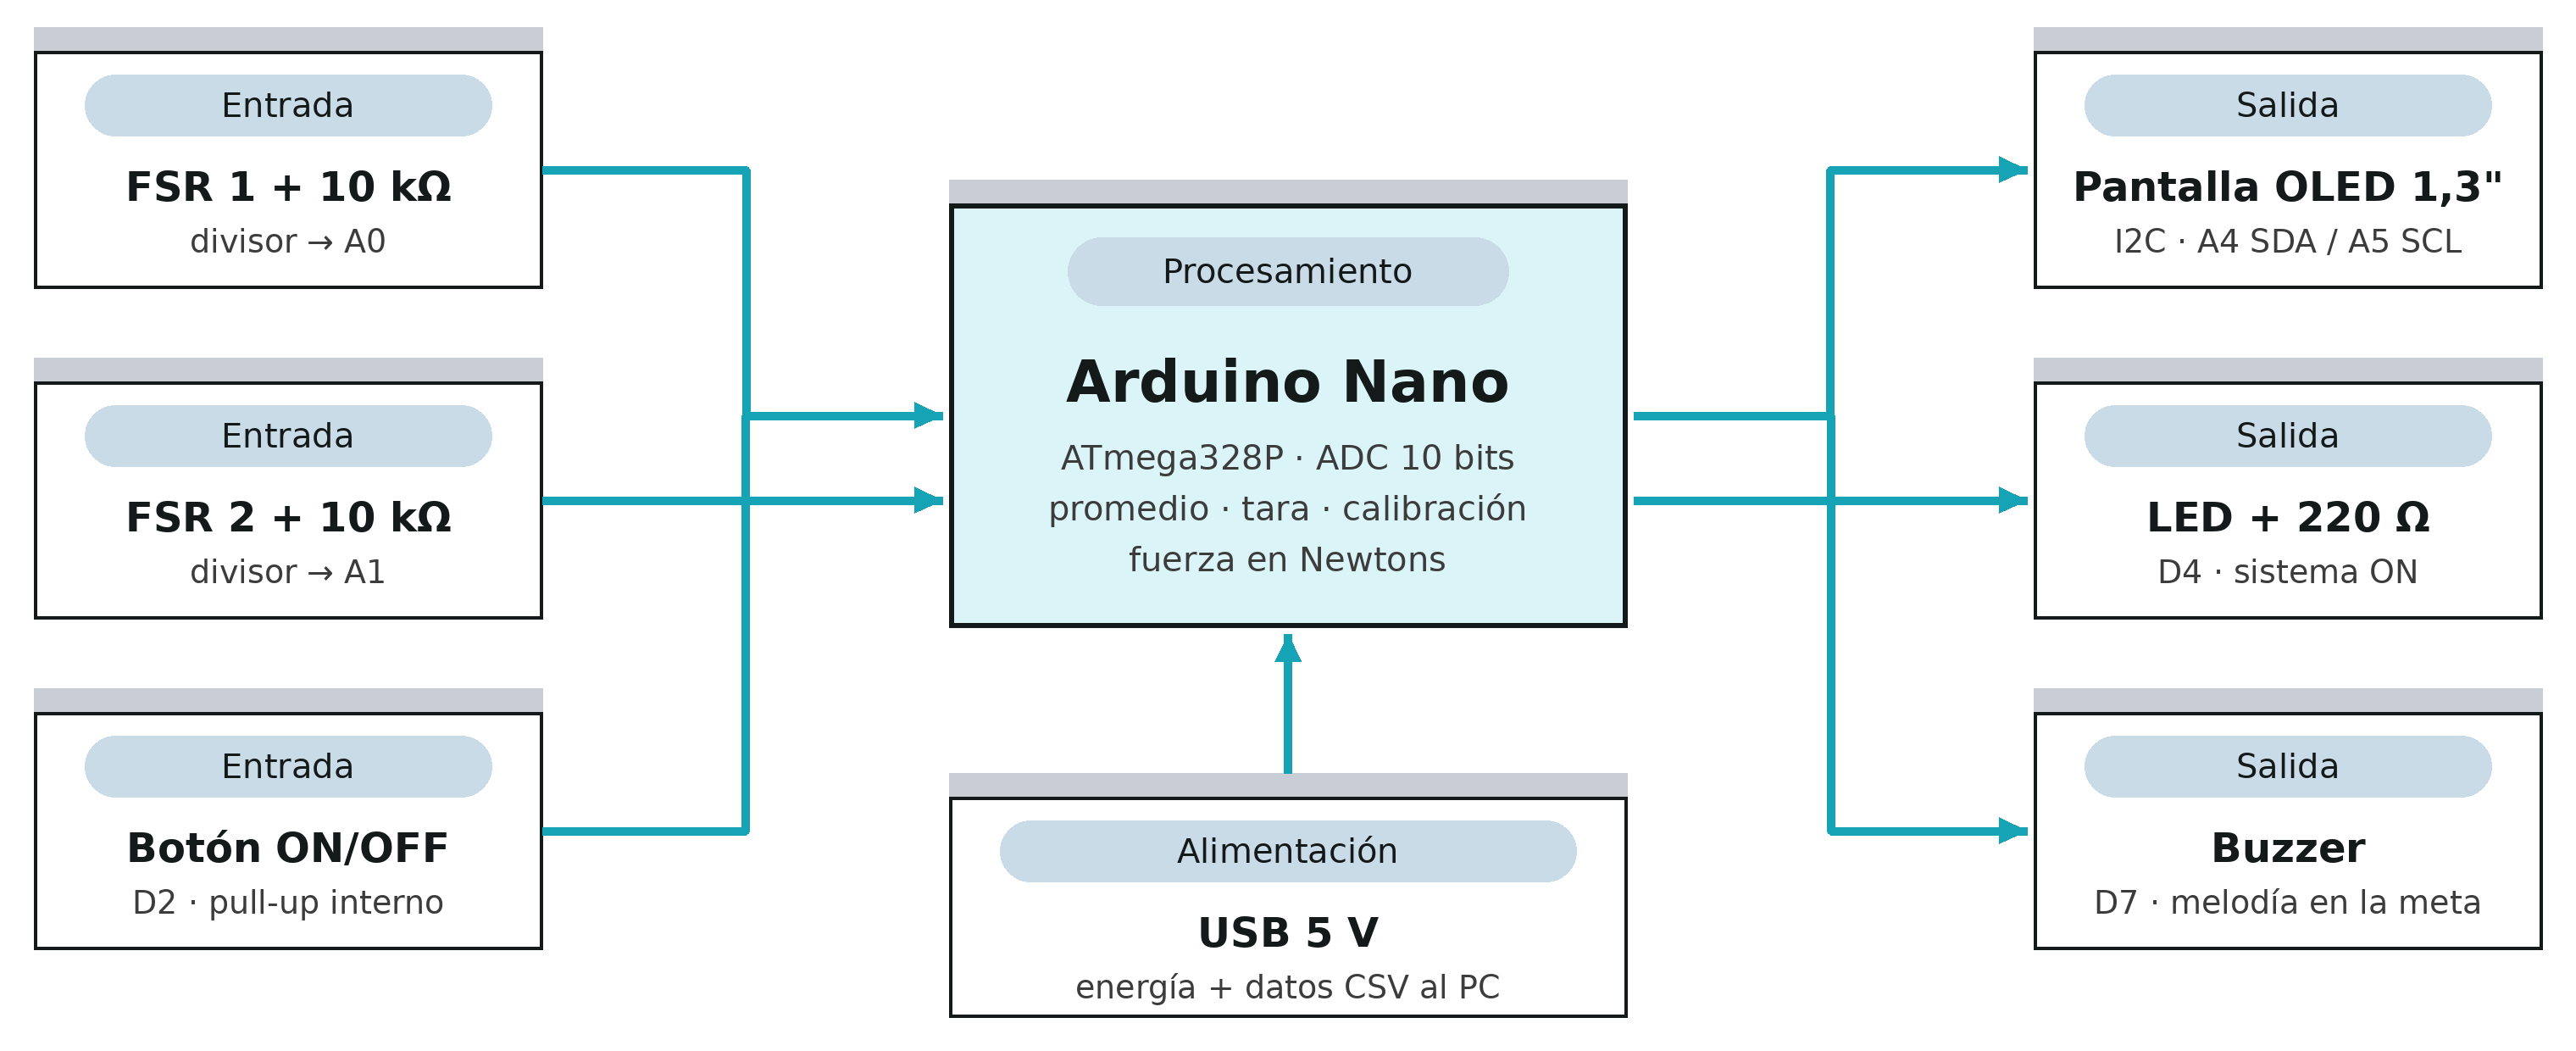 Entrada
FSR 1 + 10 kΩ
divisor → A0
Entrada
FSR 2 + 10 kΩ
divisor → A1
Entrada
Botón ON/OFF
D2 · pull-up interno
Procesamiento
Arduino Nano
ATmega328P · ADC 10 bits
promedio · tara · calibración
fuerza en Newtons
Alimentación
USB 5 V
energía + datos CSV al PC
Salida
Pantalla OLED 1,3"
I2C · A4 SDA / A5 SCL
Salida
LED + 220 Ω
D4 · sistema ON
Salida
Buzzer
D7 · melodía en la meta